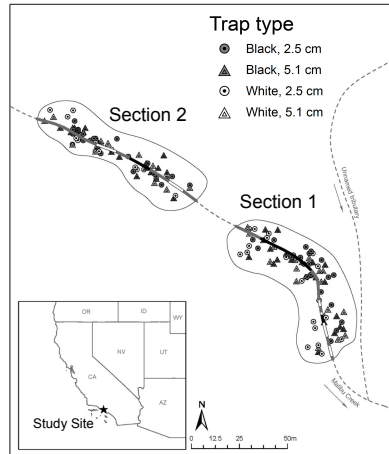 Trap type
Black, 2.5 cm
Black, 5.1 cm
White, 2.5 cm
White, 5.1 cm
Section 2
Section 1
Unnamed tributary
Malibu Creek
OR
ID
WY
NV
UT
CA
AZ
Study Site
N
0 12.5 25 50m